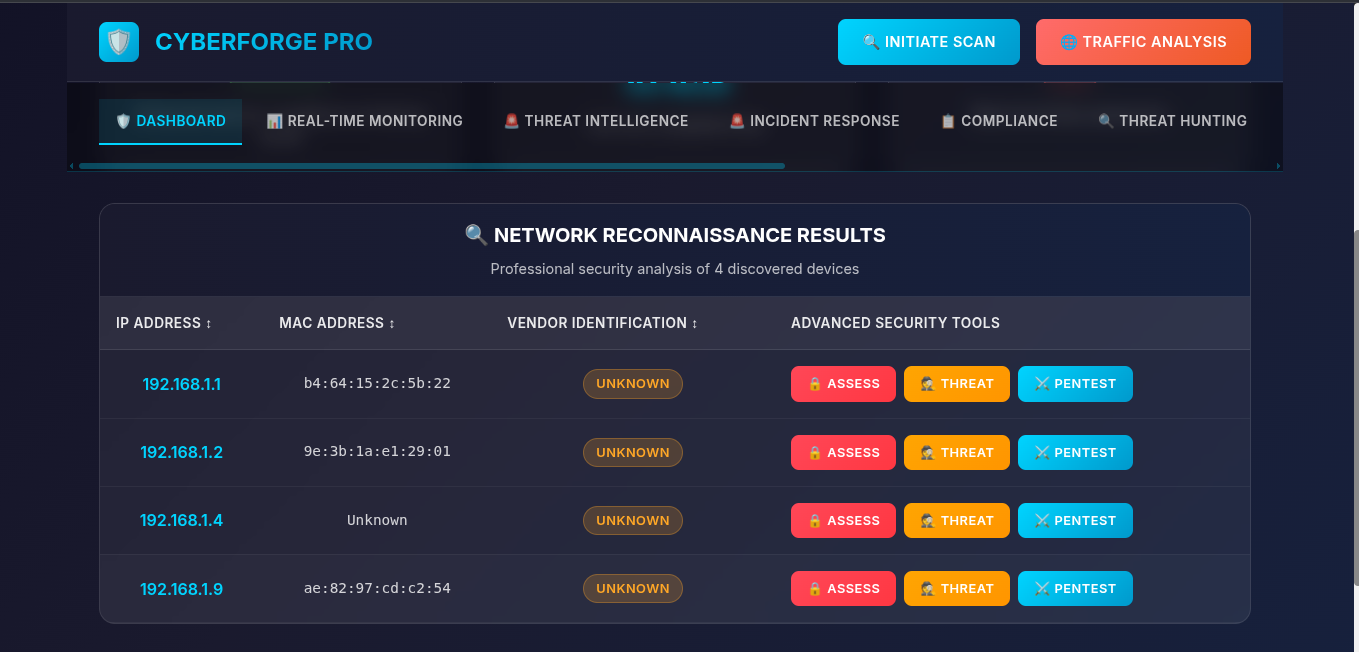 CYBERFORGE PRO
🔍 INITIATE SCAN
🌐 TRAFFIC ANALYSIS
🛡️ DASHBOARD
📊 REAL-TIME MONITORING
🚨 THREAT INTELLIGENCE
🚨 INCIDENT RESPONSE
📋 COMPLIANCE
🔍 THREAT HUNTING
🔍 NETWORK RECONNAISSANCE RESULTS
Professional security analysis of 4 discovered devices
IP ADDRESS ↕ MAC ADDRESS ↕ VENDOR IDENTIFICATION ↕ ADVANCED SECURITY TOOLS
192.168.1.1 b4:64:15:2c:5b:22 UNKNOWN 🔒 ASSESS 🕵️ THREAT ⚔️ PENTEST
192.168.1.2 9e:3b:1a:e1:29:01 UNKNOWN 🔒 ASSESS 🕵️ THREAT ⚔️ PENTEST
192.168.1.4 Unknown UNKNOWN 🔒 ASSESS 🕵️ THREAT ⚔️ PENTEST
192.168.1.9 ae:82:97:cd:c2:54 UNKNOWN 🔒 ASSESS 🕵️ THREAT ⚔️ PENTEST